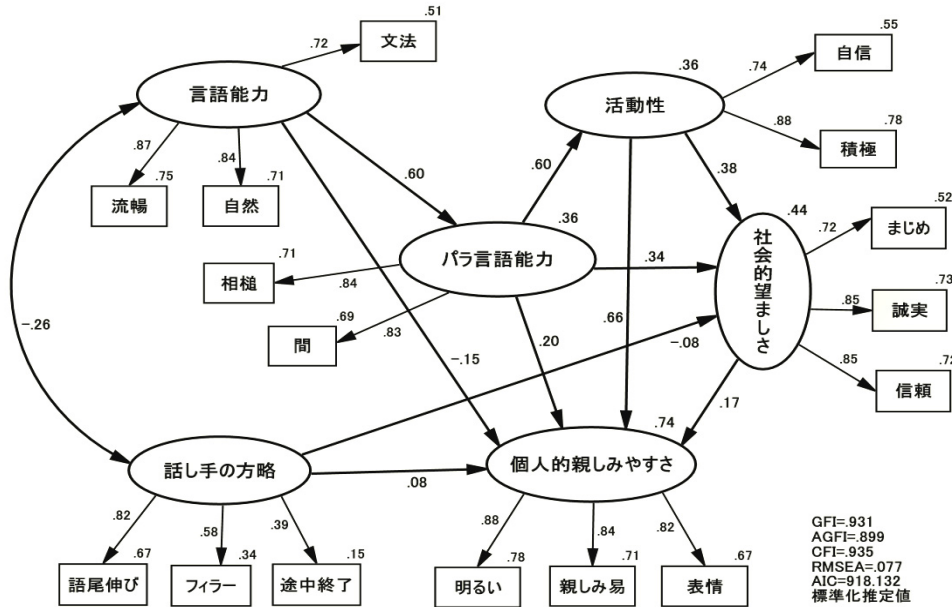 .51
.72
文法
言語能力
.87
.75
流暢
.84
.71
自然
-.26
.60
.36
パラ言語能力
.71
相槌
.84
.69
間
.83
-.15
.36
活動性
.60
.55
.74
自信
.88
.78
積極
.38
.44
社会的望ましさ
.34
.66
.20
-.08
.17
.52
.72
まじめ
.73
.85
誠実
.72
.85
信頼
話し手の方略
.08
.82
.67
語尾伸び
.58
.34
フィラー
.39
.15
途中終了
.74
個人的親しみやすさ
.88
.78
明るい
.84
.71
親しみ易
.82
.67
表情
GFI=.931
AGFI=.899
CFI=.935
RMSEA=.077
AIC=918.132
標準化推定値